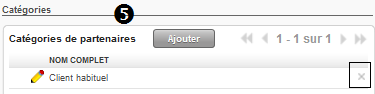 Catégories
5
Catégories de partenaires Ajouter 1 - 1 sur 1
NOM COMPLET
Client habituel